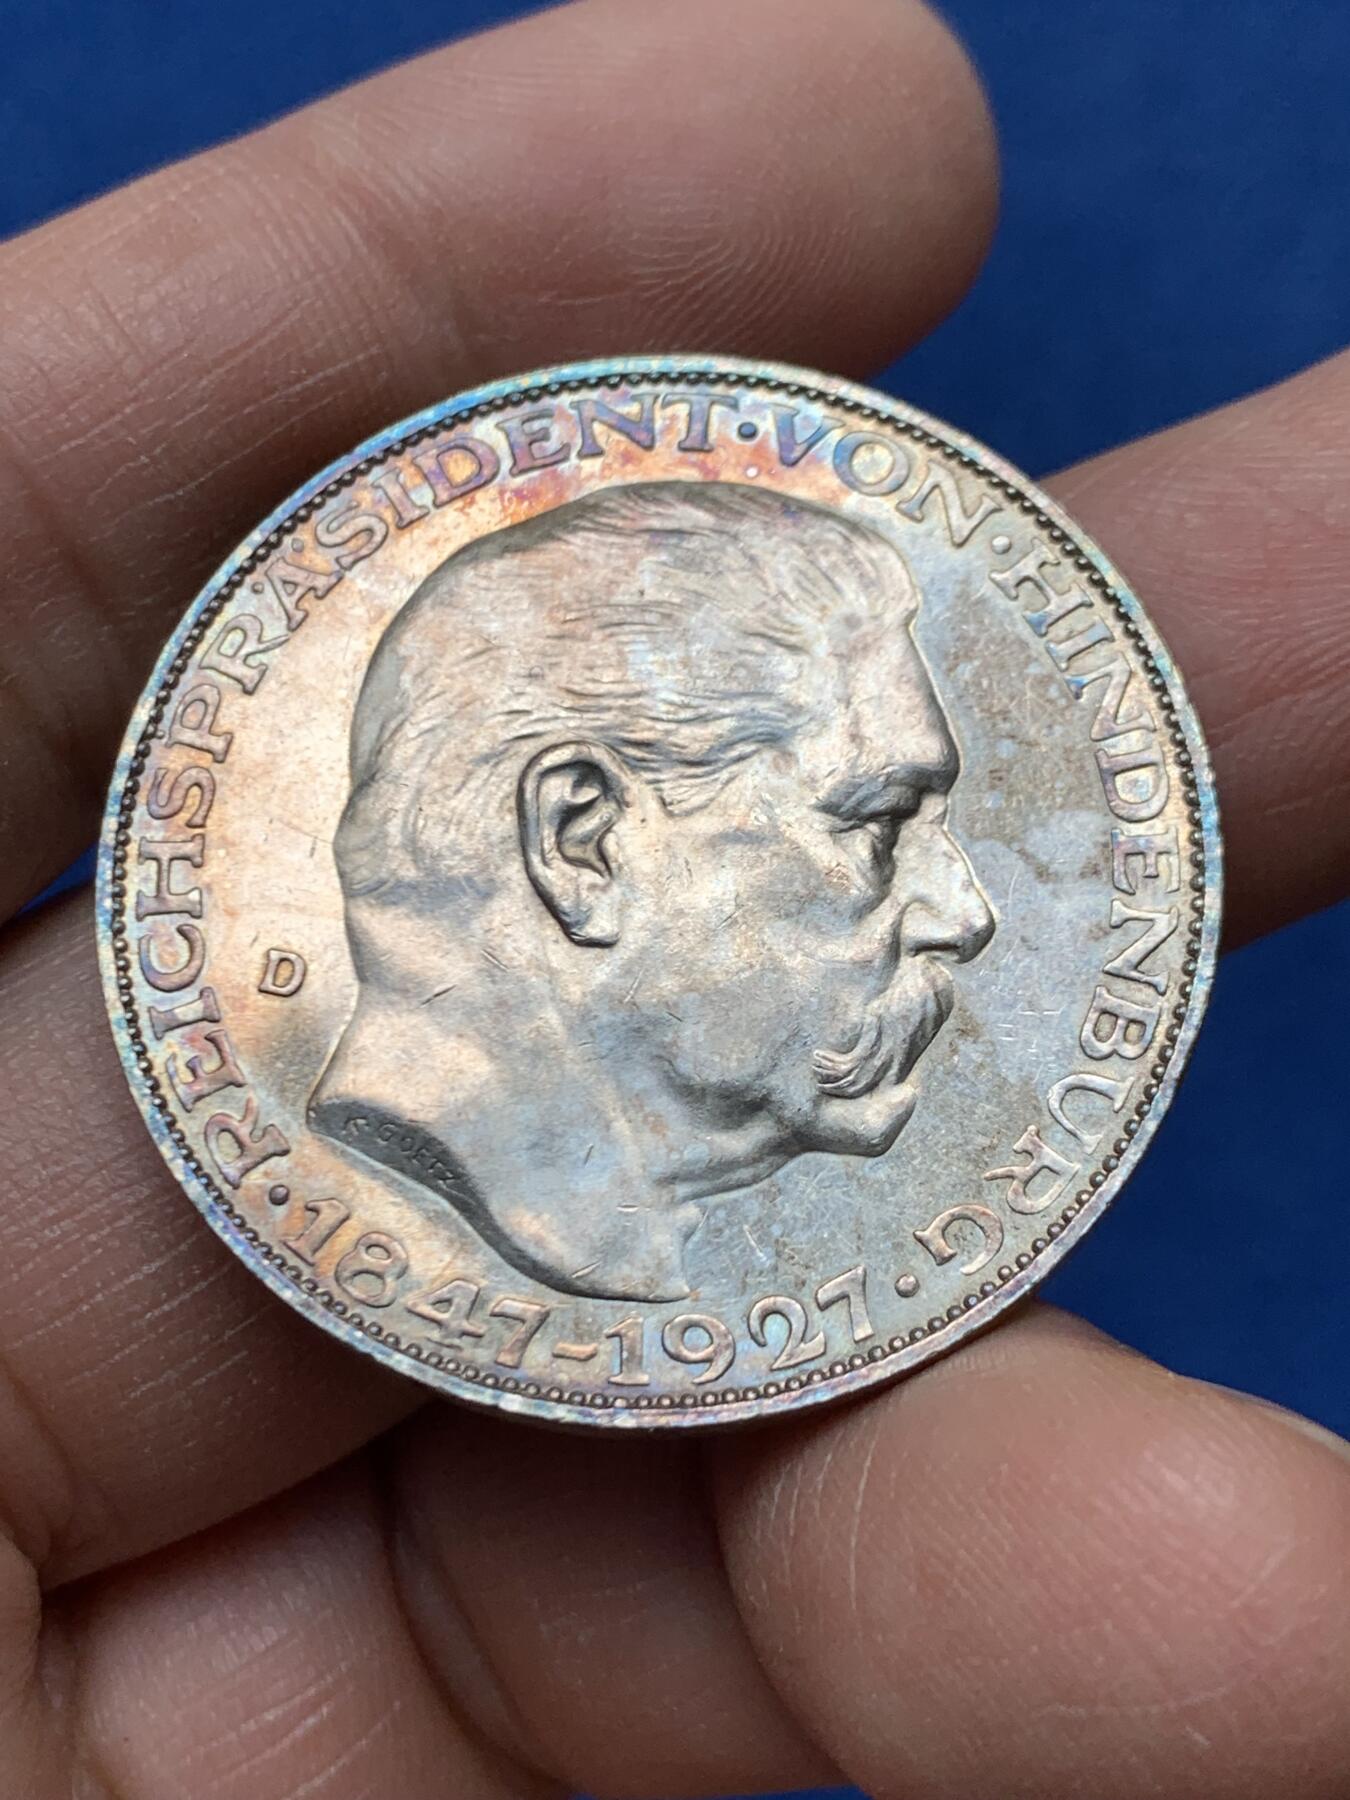 REICHSPRÄSIDENT·VON·HINDENBURG·
1847-1927·
D
K GOETZ